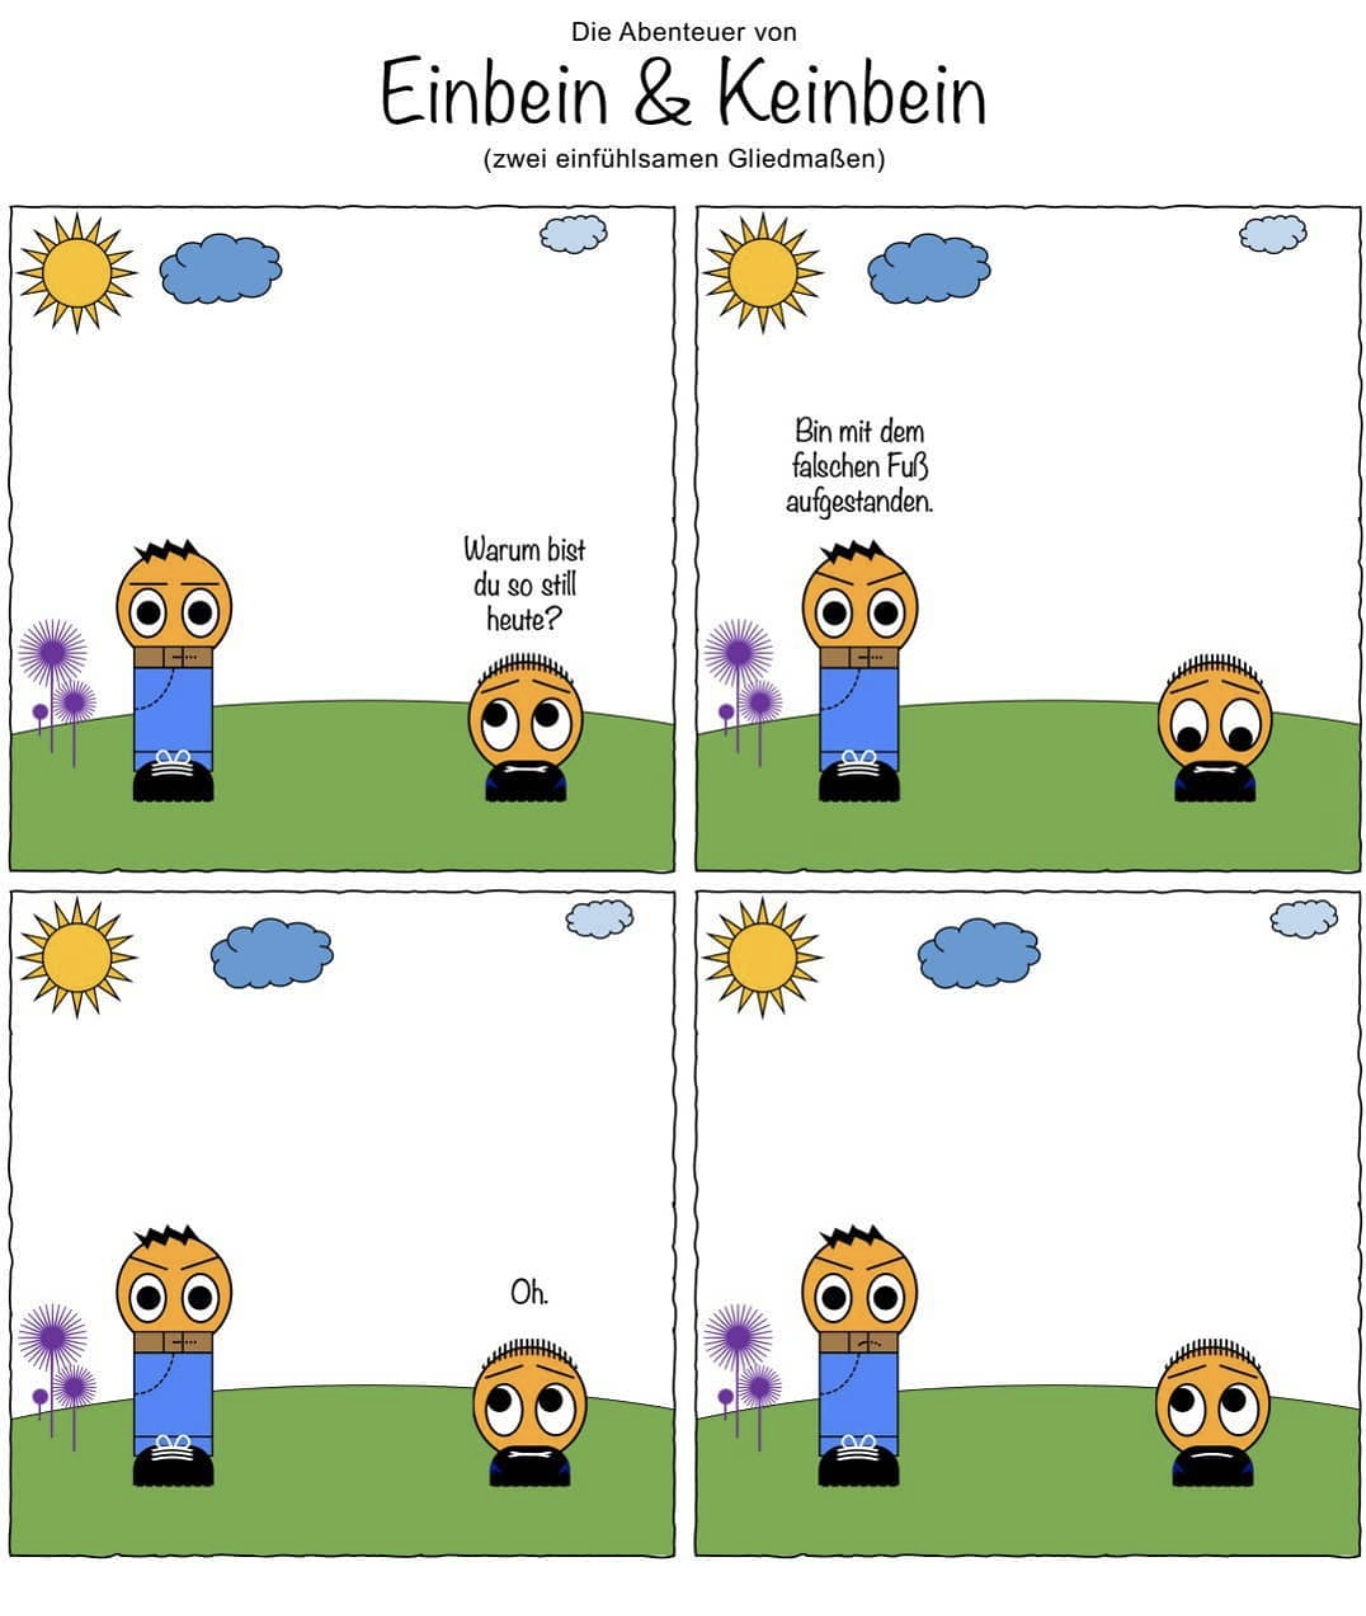 Die Abenteuer von
Einbein & Keinbein
(zwei einfühlsamen Gliedmaßen)
Warum bist
du so still
heute?
Bin mit dem
falschen Fuß
aufgestanden.
Oh.